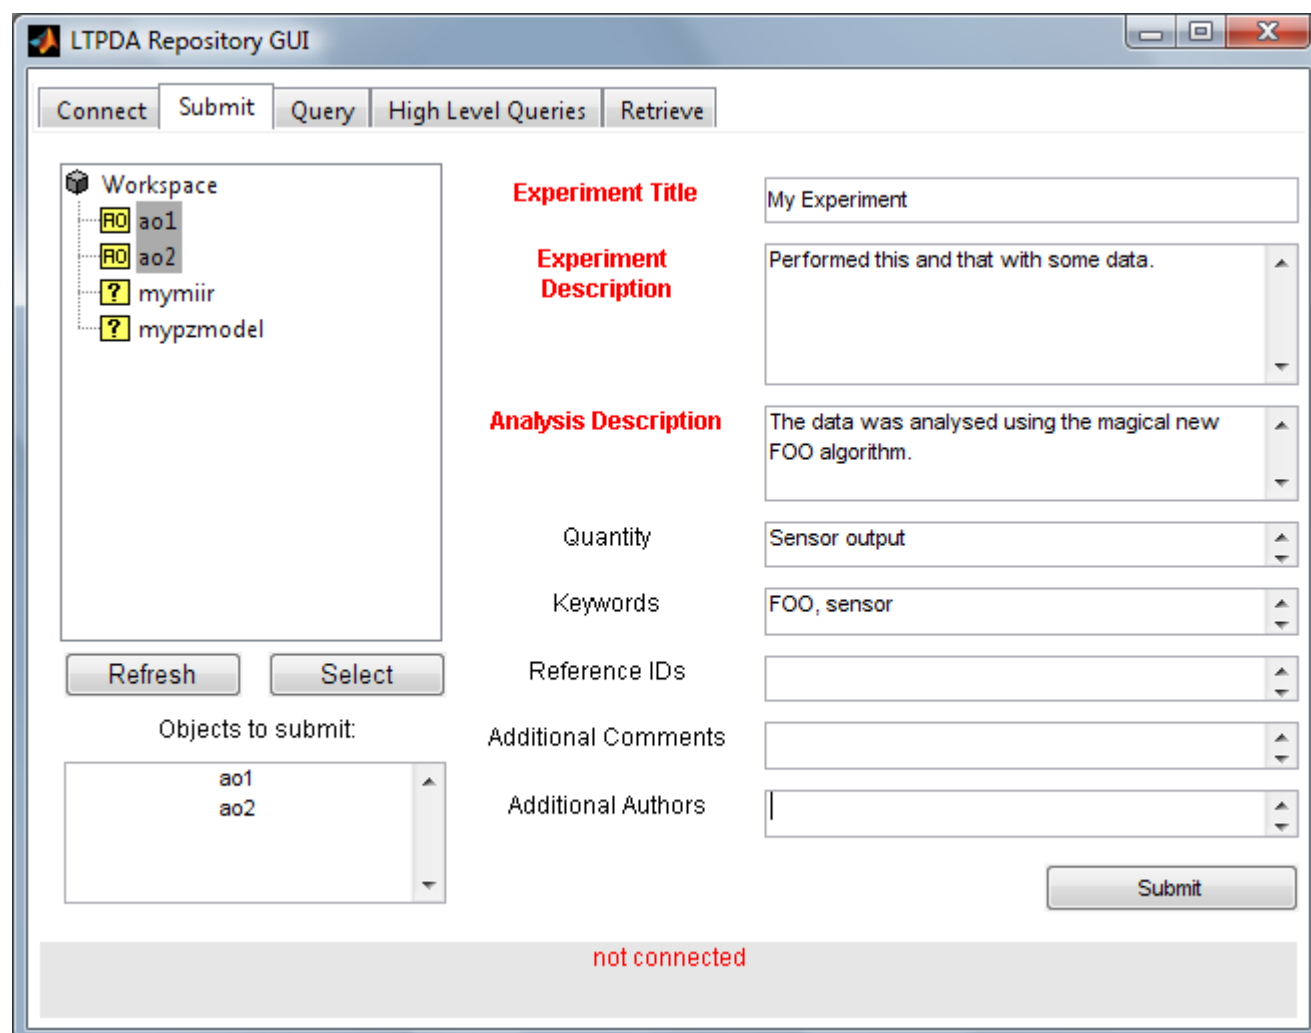 LTPDA Repository GUI
Connect Submit Query High Level Queries Retrieve
Workspace
AO ao1
AO ao2
? mymiir
? mypzmodel
Refresh Select
Objects to submit:
ao1
ao2
Experiment Title
My Experiment
Experiment
Description
Performed this and that with some data.
Analysis Description
The data was analysed using the magical new
FOO algorithm.
Quantity
Sensor output
Keywords
FOO, sensor
Reference IDs
Additional Comments
Additional Authors
Submit
not connected